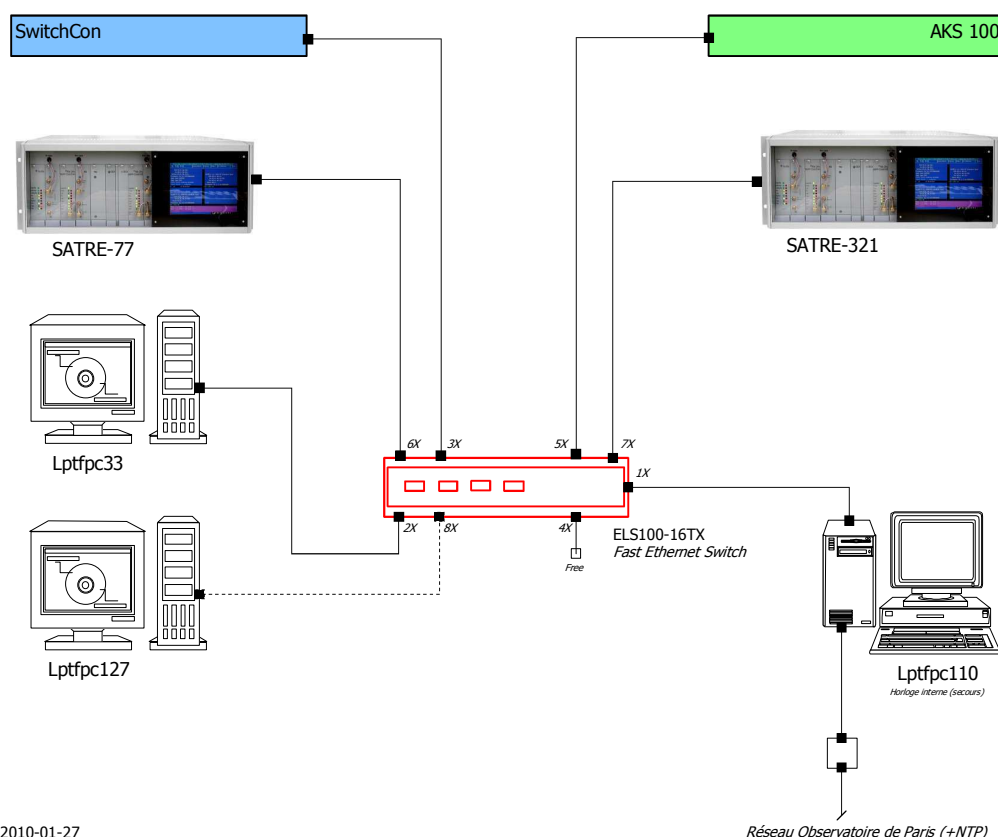 SwitchCon
AKS 100
SATRE-77
SATRE-321
Lptfpc33
6X
3X
5X
7X
1X
2X
8X
4X
ELS100-16TX
Fast Ethernet Switch
Free
Lptfpc127
Lptfpc110
Horloge interne (secours)
2010-01-27
Réseau Observatoire de Paris (+NTP)